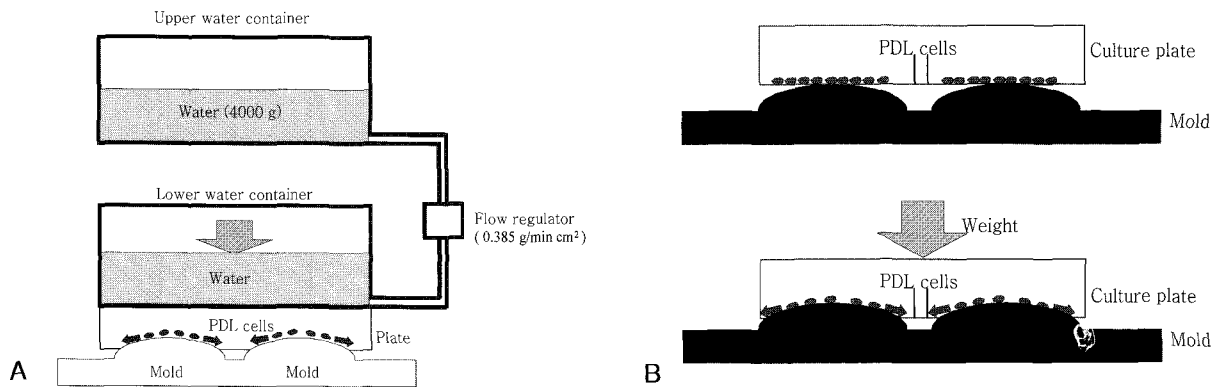 Upper water container
Water (4000 g)
Lower water container
Flow regulator
( 0.385 g/min cm²)
Water
PDL cells
Plate
Mold
Mold
A
PDL cells
Culture plate
Mold
Weight
PDL cells
Culture plate
Mold
B